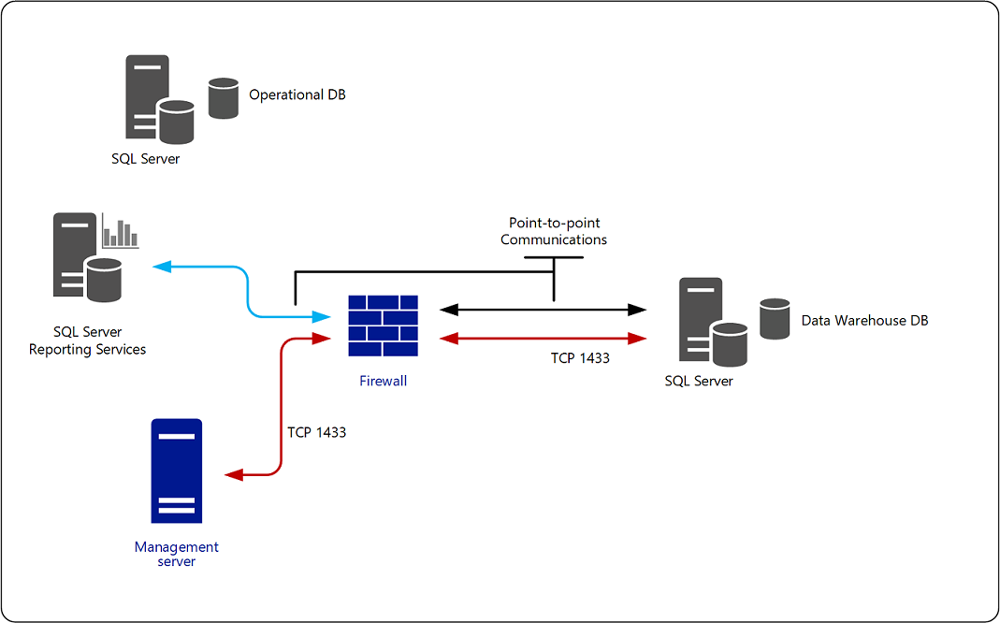 Operational DB
SQL Server
Point-to-point
Communications
SQL Server
Reporting Services
Data Warehouse DB
TCP 1433
Firewall
SQL Server
TCP 1433
Management
server